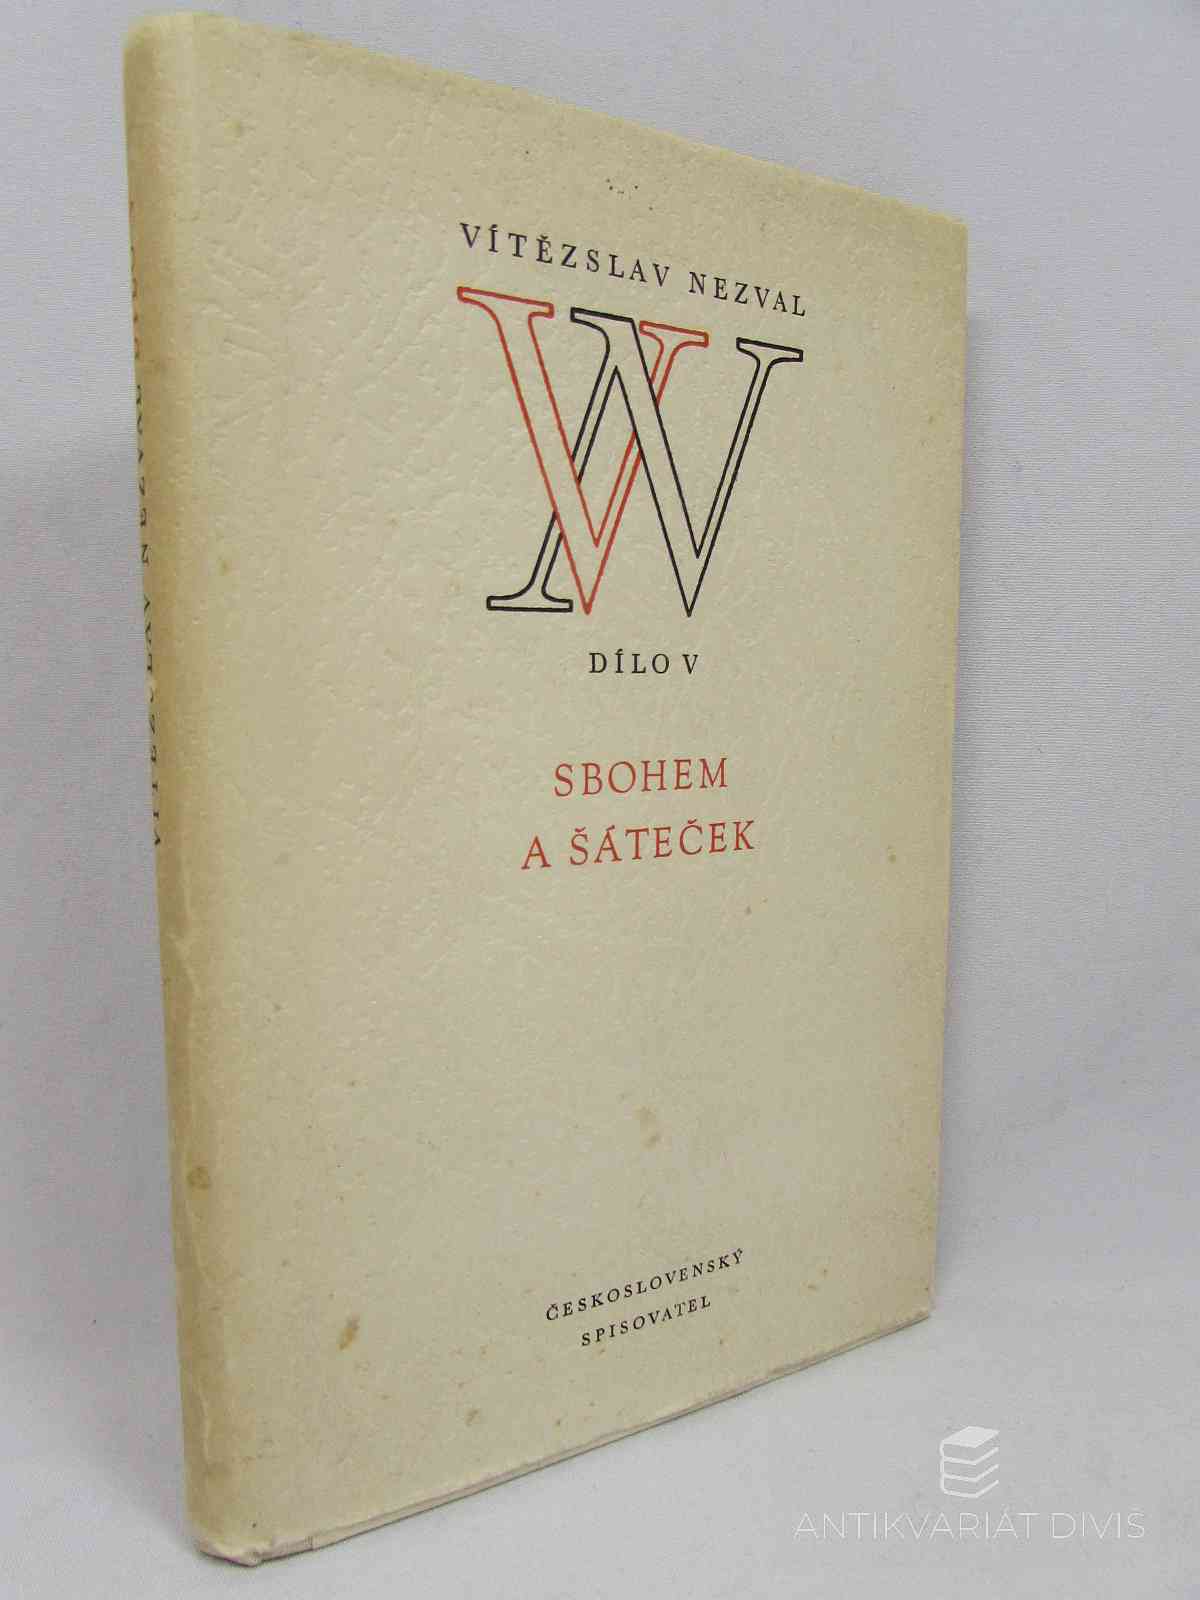 VÍTĚZSLAV NEZVAL
VN
DÍLO V
SBOHEM
A ŠÁTEČEK
ČESKOSLOVENSKÝ
SPISOVATEL
VÍTĚZSLAV NEZVAL
ANTIKVARIÁT DIVIŠ